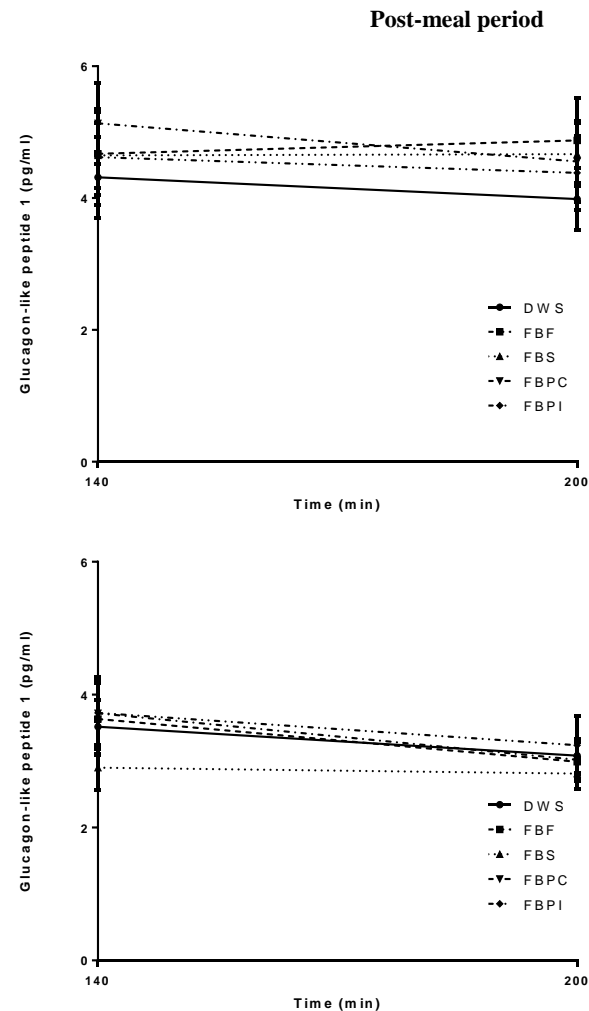 Post-meal period
6
4
2
0
Glucagon-like peptide 1 (pg/ml)
DWS
FBF
FBS
FBPC
FBPI
140
200
Time (min)
6
4
2
0
Glucagon-like peptide 1 (pg/ml)
DWS
FBF
FBS
FBPC
FBPI
140
200
Time (min)